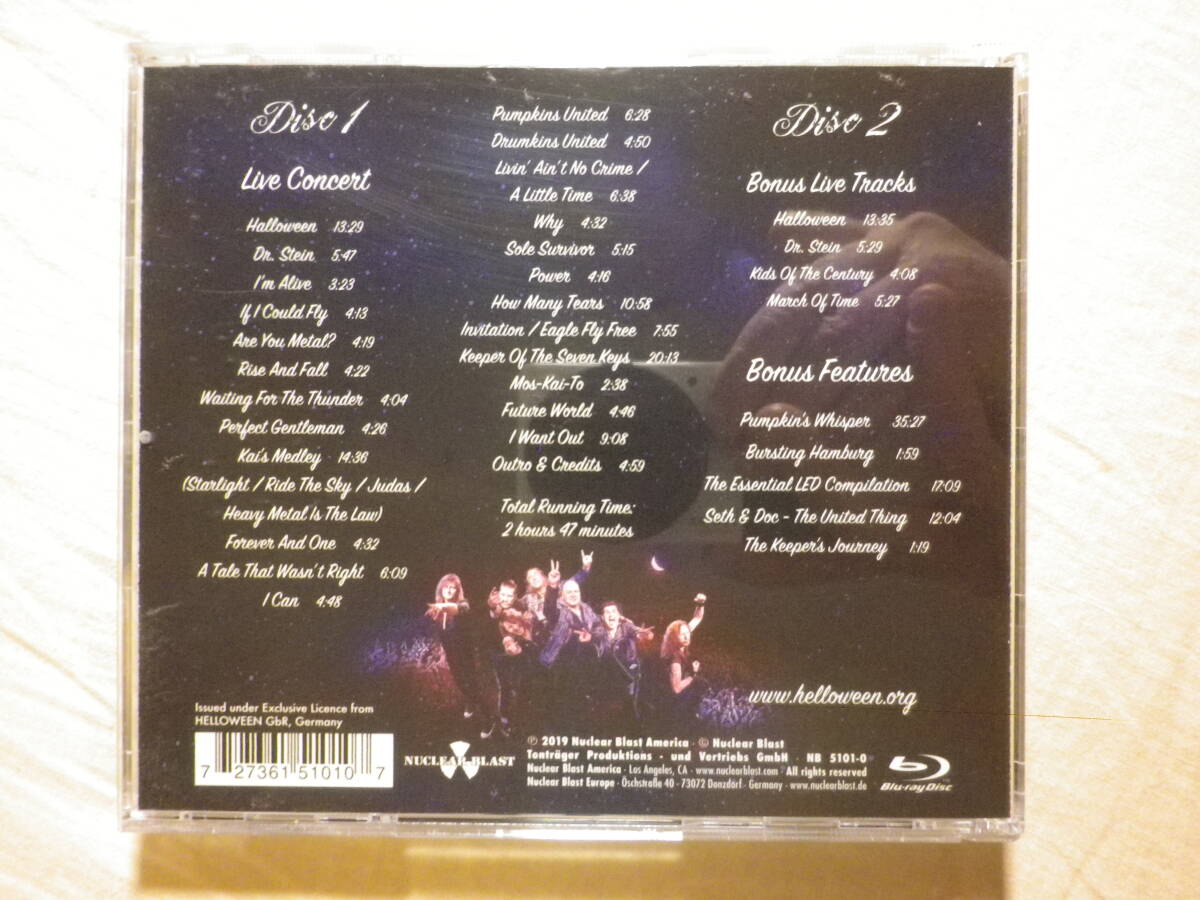 Disc 1
Live Concert
Halloween 13:29
Dr. Stein 5:47
I'm Alive 3:23
If I Could Fly 4:13
Are You Metal? 4:19
Rise And Fall 4:22
Waiting For The Thunder 4:04
Perfect Gentleman 4:26
Kai's Medley 14:36
(Starlight / Ride The Sky / Judas /
Heavy Metal Is The Law)
Forever And One 4:32
A Tale That Wasn't Right 6:09
I Can 4:48
Pumpkins United 6:28
Drumkins United 4:50
Livin' Ain't No Crime /
A Little Time 6:38
Why 4:32
Sole Survivor 5:15
Power 4:16
How Many Tears 10:58
Invitation / Eagle Fly Free 7:55
Keeper Of The Seven Keys 20:13
Mos-Kai-To 2:38
Future World 4:46
I Want Out 9:08
Outro & Credits 4:59
Total Running Time:
2 hours 47 minutes
Disc 2
Bonus Live Tracks
Halloween 13:35
Dr. Stein 5:29
Kids Of The Century 4:08
March Of Time 5:27
Bonus Features
Pumpkin's Whisper 35:27
Bursting Hamburg 1:59
The Essential LED Compilation 17:09
Seth & Doc - The United Thing 12:04
The Keeper's Journey 1:19
www.helloween.org
Issued under Exclusive Licence from
HELLOWEEN GbR, Germany
7 27361 51010 7
NUCLEAR BLAST
℗ 2019 Nuclear Blast America · © Nuclear Blast
Tonträger Produktions - und Vertriebs GmbH · NB 5101-0
Nuclear Blast America · Los Angeles, CA · www.nuclearblast.com · All rights reserved
Nuclear Blast Europe · Öschstraße 40 · 73072 Donzdorf · Germany · www.nuclearblast.de
Blu-ray Disc